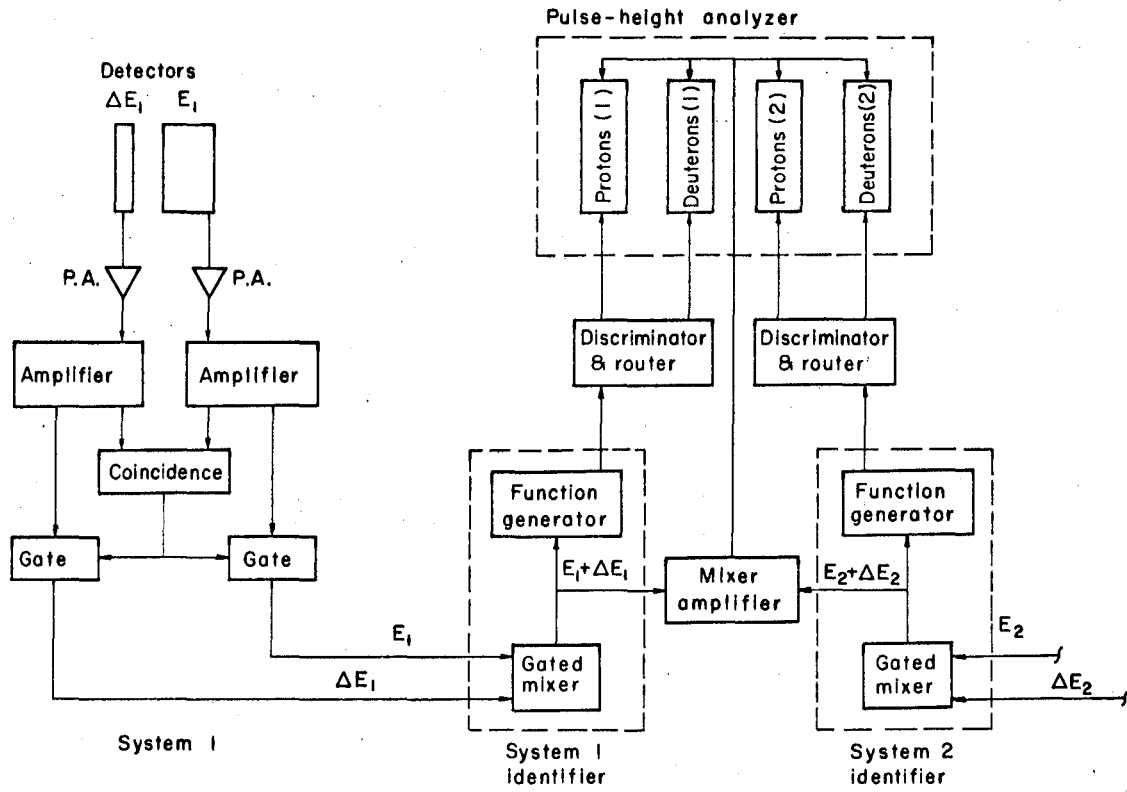 Pulse-height analyzer
Detectors
ΔE₁
E₁
Protons (1)
Deuterons (1)
Protons (2)
Deuterons(2)
P.A.
P.A.
Discriminator
& router
Discriminator
& router
Amplifier
Amplifier
Coincidence
Function
generator
Function
generator
Gate
Gate
E₁+ΔE₁
Mixer
amplifier
E₂+ΔE₂
E₁
Gated
mixer
ΔE₁
Gated
mixer
E₂
ΔE₂
System 1
System 1
identifier
System 2
identifier